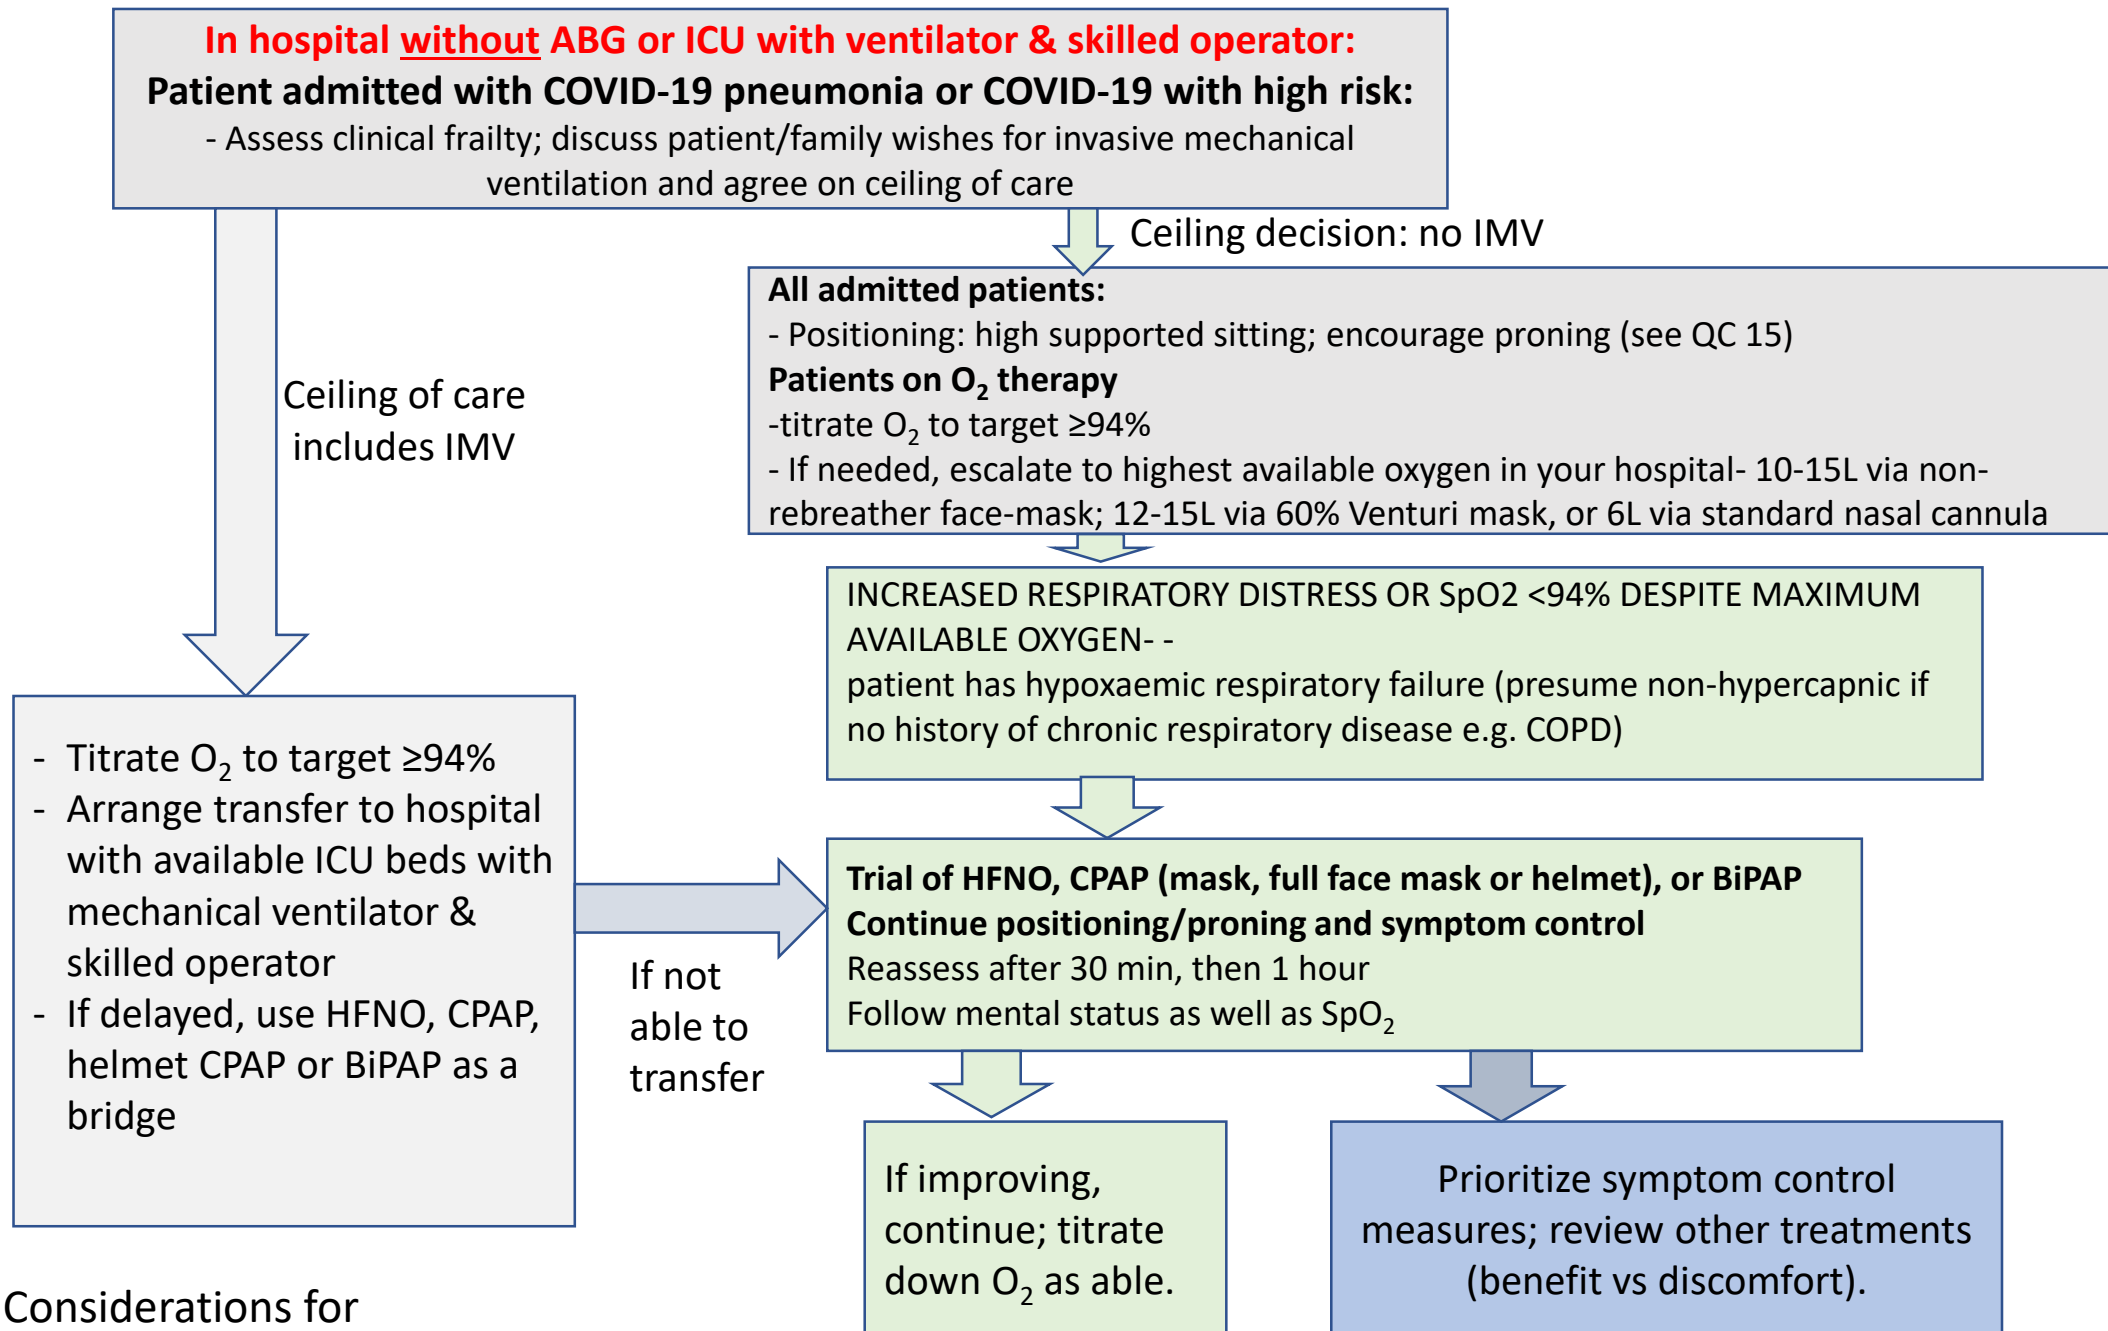 In hospital without ABG or ICU with ventilator & skilled operator:
Patient admitted with COVID-19 pneumonia or COVID-19 with high risk:
- Assess clinical frailty; discuss patient/family wishes for invasive mechanical
ventilation and agree on ceiling of care
Ceiling decision: no IMV
All admitted patients:
- Positioning: high supported sitting; encourage proning (see QC 15)
Patients on O₂ therapy
-titrate O₂ to target ≥94%
- If needed, escalate to highest available oxygen in your hospital- 10-15L via non-
rebreather face-mask; 12-15L via 60% Venturi mask, or 6L via standard nasal cannula
Ceiling of care
includes IMV
INCREASED RESPIRATORY DISTRESS OR SpO2 <94% DESPITE MAXIMUM
AVAILABLE OXYGEN- -
patient has hypoxaemic respiratory failure (presume non-hypercapnic if
no history of chronic respiratory disease e.g. COPD)
- Titrate O₂ to target ≥94%
- Arrange transfer to hospital
with available ICU beds with
mechanical ventilator &
skilled operator
- If delayed, use HFNO, CPAP,
helmet CPAP or BiPAP as a
bridge
If not
able to
transfer
Trial of HFNO, CPAP (mask, full face mask or helmet), or BiPAP
Continue positioning/proning and symptom control
Reassess after 30 min, then 1 hour
Follow mental status as well as SpO₂
If improving,
continue; titrate
down O₂ as able.
Prioritize symptom control
measures; review other treatments
(benefit vs discomfort).
Considerations for